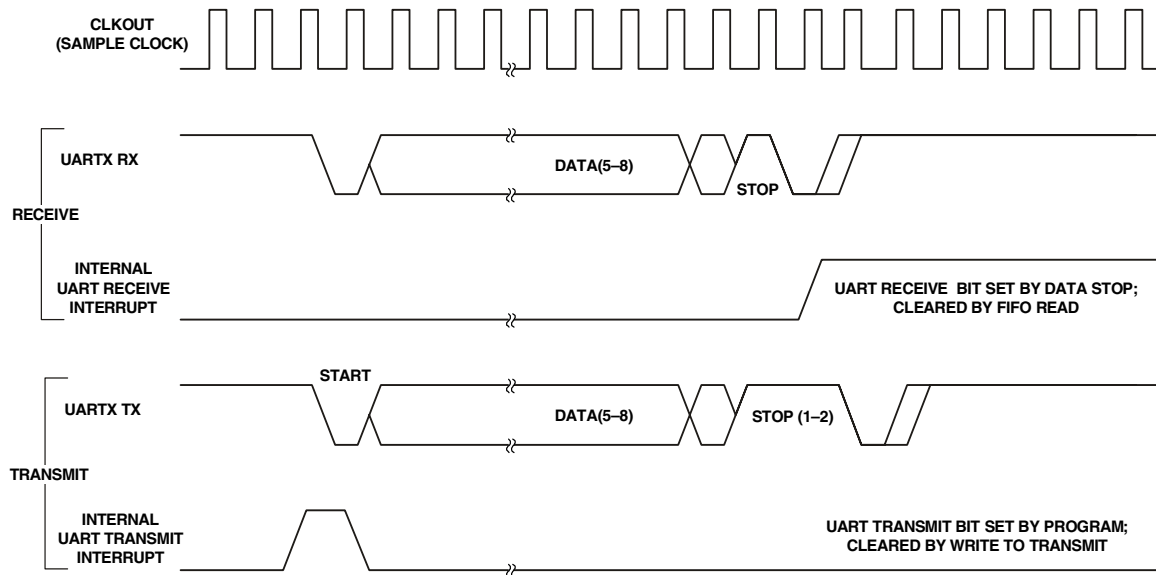 CLKOUT
(SAMPLE CLOCK)
UARTX RX
DATA(5–8)
STOP
RECEIVE
INTERNAL
UART RECEIVE
INTERRUPT
UART RECEIVE BIT SET BY DATA STOP;
CLEARED BY FIFO READ
START
UARTX TX
DATA(5–8)
STOP (1–2)
TRANSMIT
INTERNAL
UART TRANSMIT
INTERRUPT
UART TRANSMIT BIT SET BY PROGRAM;
CLEARED BY WRITE TO TRANSMIT